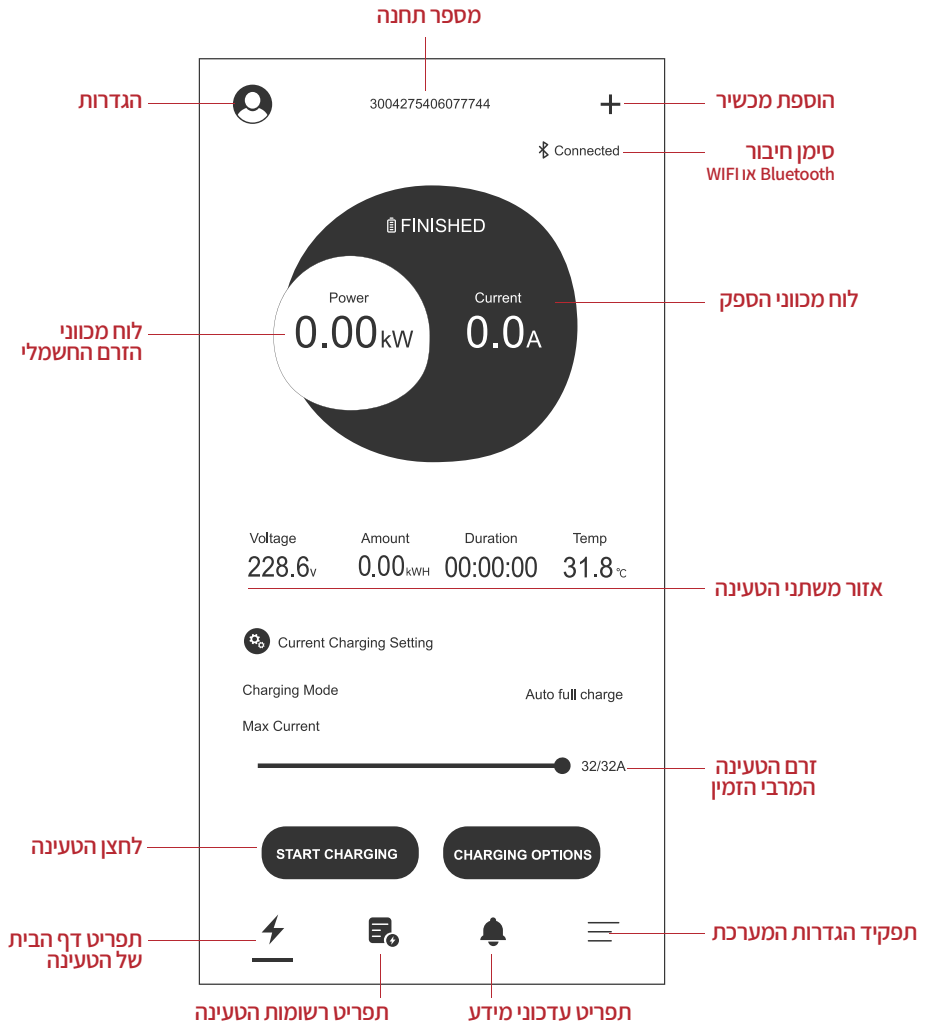 מספר תחנה
הגדרות
3004275406077744
+
הוספת מכשיר
Connected
סימן חיבור
Bluetooth או WIFI
FINISHED
Power
0.00kW
Current
0.0A
לוח מכווני הספק
לוח מכווני
הזרם החשמלי
Voltage
228.6V
Amount
0.00kWH
Duration
00:00:00
Temp
31.8℃
אזור משתני הטעינה
Current Charging Setting
Charging Mode
Auto full charge
Max Current
32/32A
זרם הטעינה
המרבי הזמין
לחצן הטעינה
START CHARGING
CHARGING OPTIONS
תפריט דף הבית
של הטעינה
תפקיד הגדרות המערכת
תפריט רשומות הטעינה
תפריט עדכוני מידע